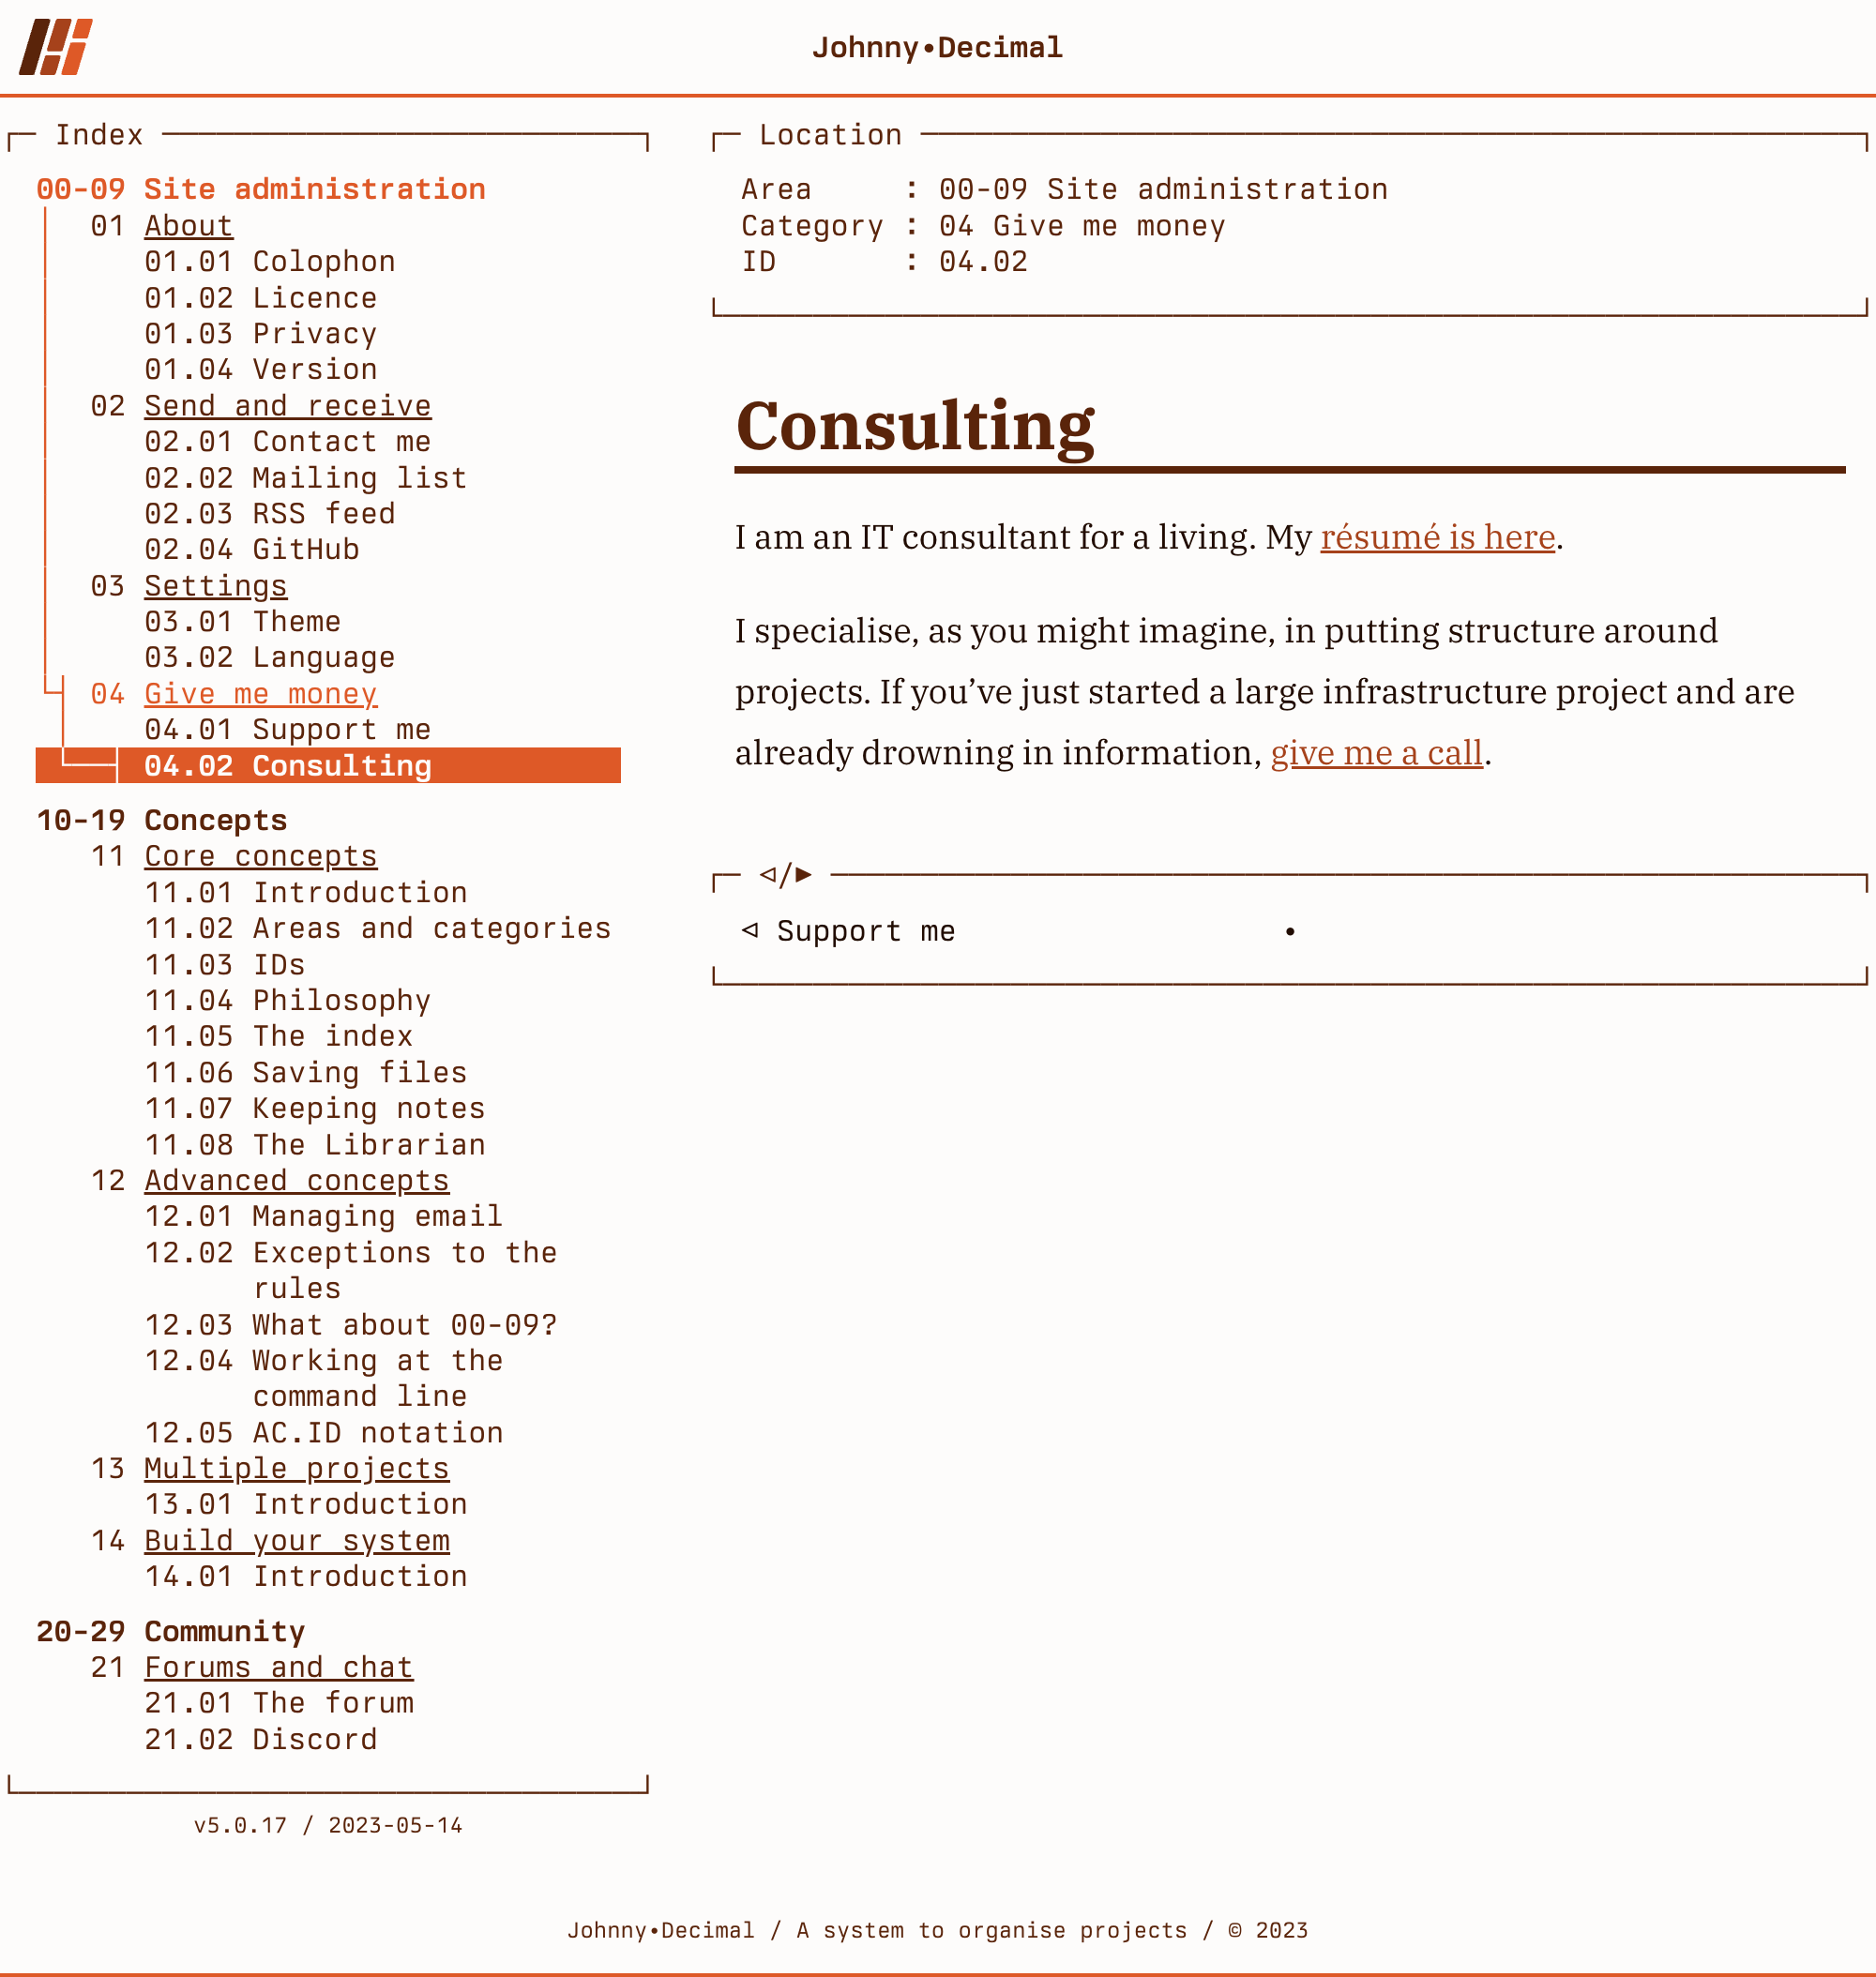 Johnny•Decimal
Index
00-09 Site administration
01 About
01.01 Colophon
01.02 Licence
01.03 Privacy
01.04 Version
02 Send and receive
02.01 Contact me
02.02 Mailing list
02.03 RSS feed
02.04 GitHub
03 Settings
03.01 Theme
03.02 Language
04 Give me money
04.01 Support me
04.02 Consulting
10-19 Concepts
11 Core concepts
11.01 Introduction
11.02 Areas and categories
11.03 IDs
11.04 Philosophy
11.05 The index
11.06 Saving files
11.07 Keeping notes
11.08 The Librarian
12 Advanced concepts
12.01 Managing email
12.02 Exceptions to the
rules
12.03 What about 00-09?
12.04 Working at the
command line
12.05 AC.ID notation
13 Multiple projects
13.01 Introduction
14 Build your system
14.01 Introduction
20-29 Community
21 Forums and chat
21.01 The forum
21.02 Discord
v5.0.17 / 2023-05-14
Location
Area : 00-09 Site administration
Category : 04 Give me money
ID : 04.02
Consulting
I am an IT consultant for a living. My résumé is here.
I specialise, as you might imagine, in putting structure around
projects. If you’ve just started a large infrastructure project and are
already drowning in information, give me a call.
⊲/►
⊲ Support me •
Johnny•Decimal / A system to organise projects / © 2023